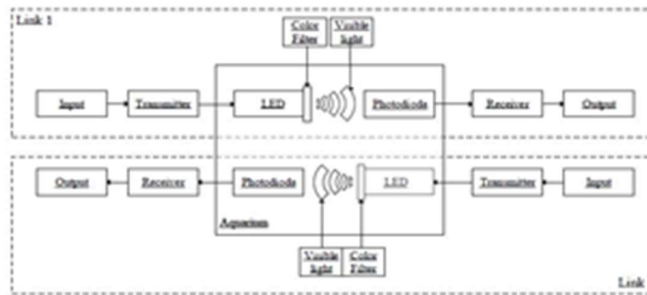 Link 1
Color
Filter
Visible
light
Input
Transmitter
LED
Photodiode
Receiver
Output
Output
Receiver
Photodiode
LED
Transmitter
Input
Aquarium
Visible
light
Color
Filter
Link